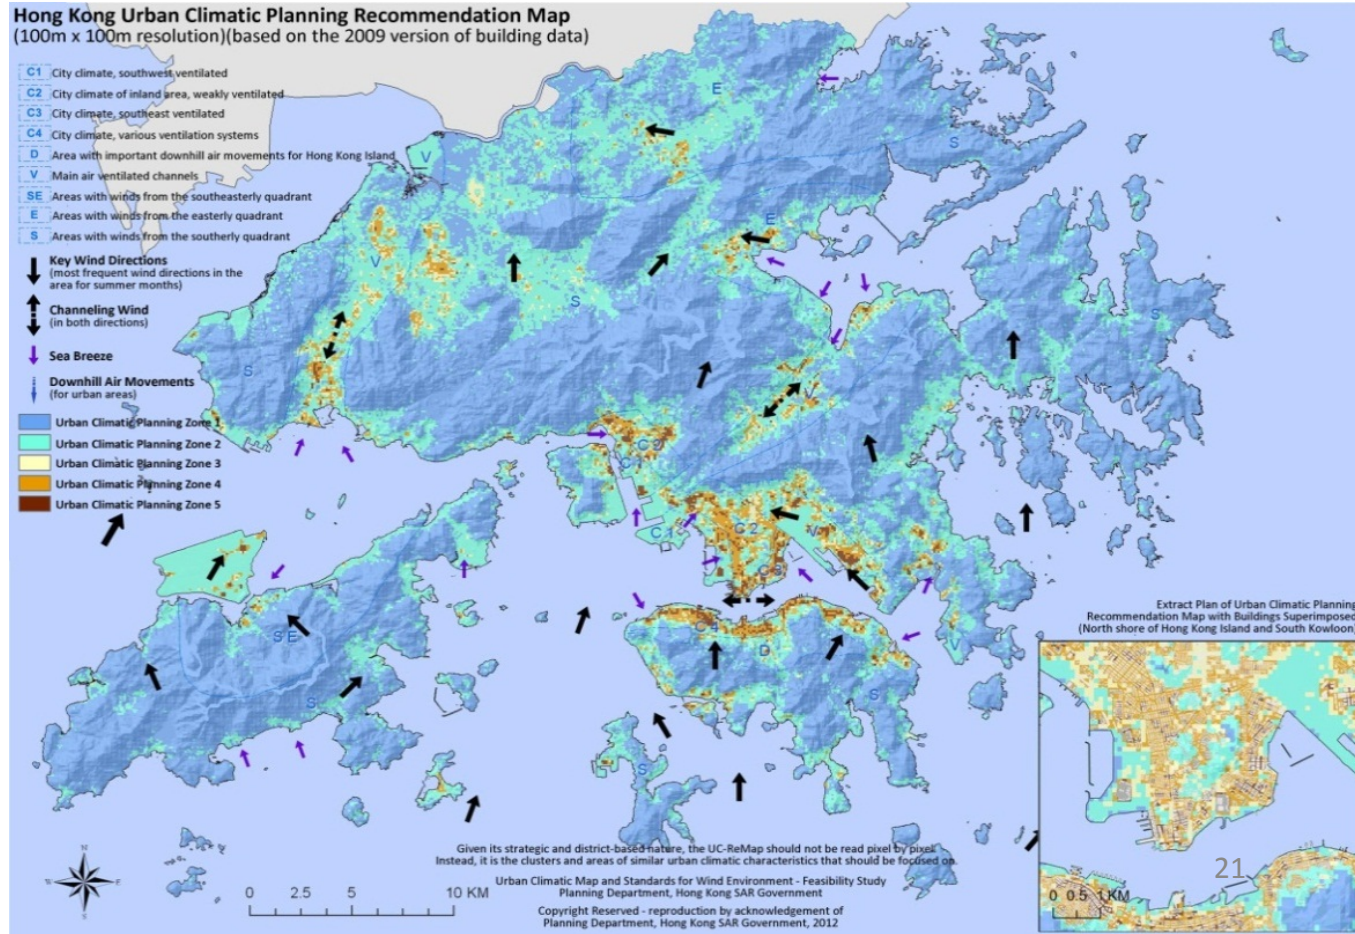 Hong Kong Urban Climatic Planning Recommendation Map
(100m x 100m resolution)(based on the 2009 version of building data)
C1 City climate, southwest ventilated
C2 City climate of inland area, weakly ventilated
C3 City climate, southeast ventilated
C4 City climate, various ventilation systems
D Area with important downhill air movements for Hong Kong Island
V Main air ventilated channels
SE Areas with winds from the southeasterly quadrant
E Areas with winds from the easterly quadrant
S Areas with winds from the southerly quadrant
Key Wind Directions
(most frequent wind directions in the
area for summer months)
Channeling Wind
(in both directions)
Sea Breeze
Downhill Air Movements
(for urban areas)
Urban Climatic Planning Zone 1
Urban Climatic Planning Zone 2
Urban Climatic Planning Zone 3
Urban Climatic Planning Zone 4
Urban Climatic Planning Zone 5
E
V
S
E
V
S
S
S
V
C1
C2
V
C1
C4
D
S
V
SE
S
S
Extract Plan of Urban Climatic Planning
Recommendation Map with Buildings Superimposed
(North shore of Hong Kong Island and South Kowloon)
21
0 0.5 1 KM
N
W E
S
0 2.5 5 10 KM
Given its strategic and district-based nature, the UC-ReMap should not be read pixel by pixel.
Instead, it is the clusters and areas of similar urban climatic characteristics that should be focused on.
Urban Climatic Map and Standards for Wind Environment - Feasibility Study
Planning Department, Hong Kong SAR Government
Copyright Reserved - reproduction by acknowledgement of
Planning Department, Hong Kong SAR Government, 2012